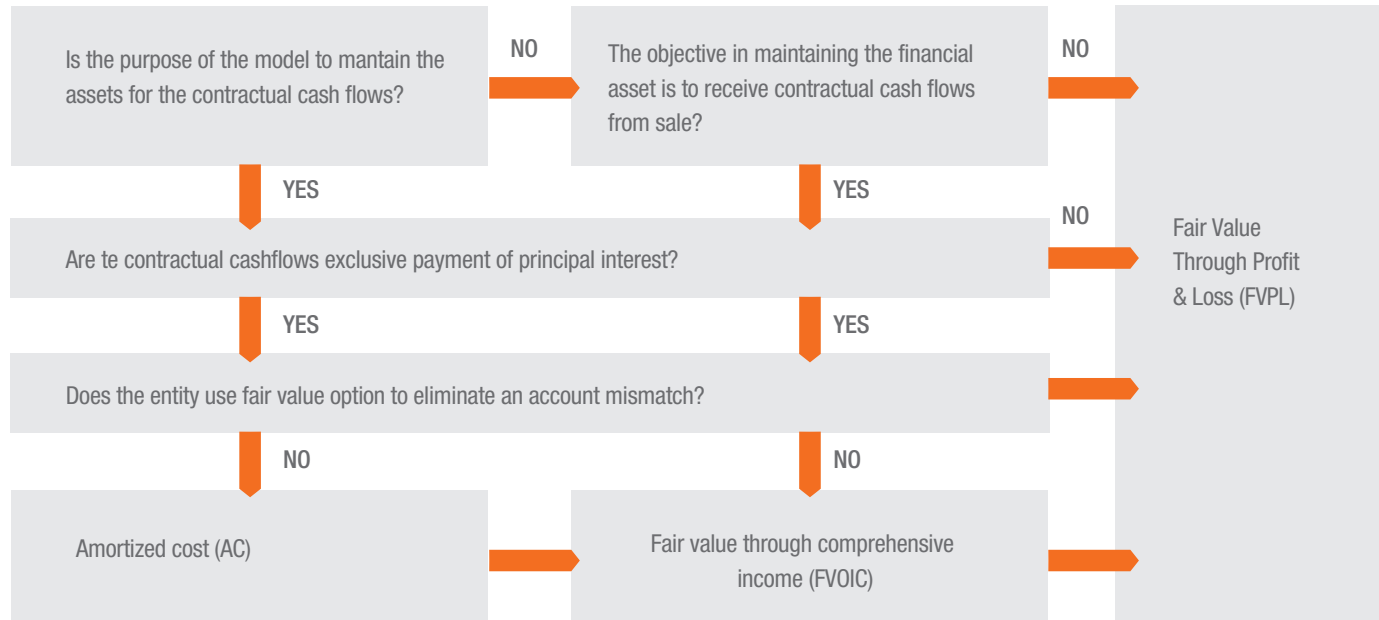 Is the purpose of the model to mantain the
assets for the contractual cash flows?
NO
The objective in maintaining the financial
asset is to receive contractual cash flows
from sale?
NO
YES
YES
Are te contractual cashflows exclusive payment of principal interest?
NO
Fair Value
Through Profit
& Loss (FVPL)
YES
YES
Does the entity use fair value option to eliminate an account mismatch?
NO
NO
Amortized cost (AC)
Fair value through comprehensive
income (FVOIC)